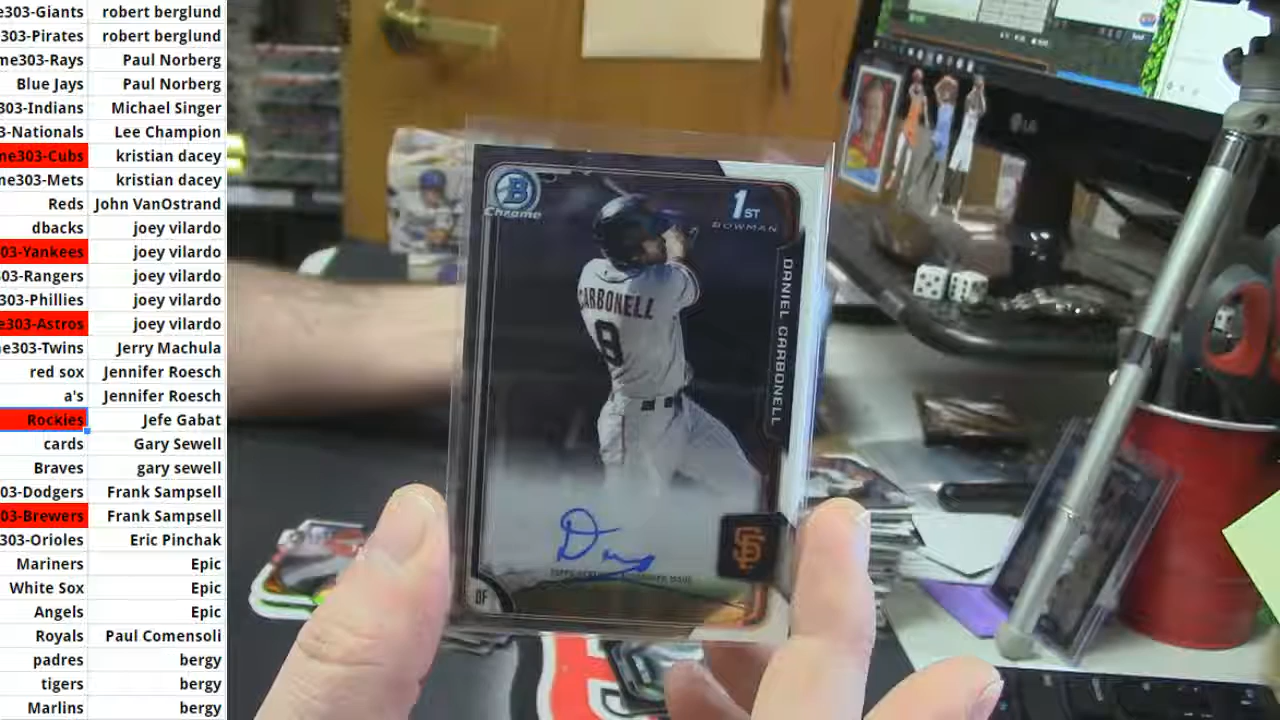 e303-Giants robert berglund
303-Pirates robert berglund
me303-Rays Paul Norberg
Blue Jays Paul Norberg
03-Indians Michael Singer
3-Nationals Lee Champion
me303-Cubs kristian dacey
me303-Mets kristian dacey
Reds John VanOstrand
dbacks joey vilardo
03-Yankees joey vilardo
03-Rangers joey vilardo
303-Phillies joey vilardo
e303-Astros joey vilardo
ne303-Twins Jerry Machula
red sox Jennifer Roesch
a's Jennifer Roesch
Rockies Jefe Gabat
cards Gary Sewell
Braves gary sewell
03-Dodgers Frank Sampsell
03-Brewers Frank Sampsell
303-Orioles Eric Pinchak
Mariners Epic
White Sox Epic
Angels Epic
Royals Paul Comensoli
padres bergy
tigers bergy
Marlins bergy
B
Chrome
1ST
BOWMAN
DANIEL CARBONELL
CARBONELL
8
SF
OF
LG